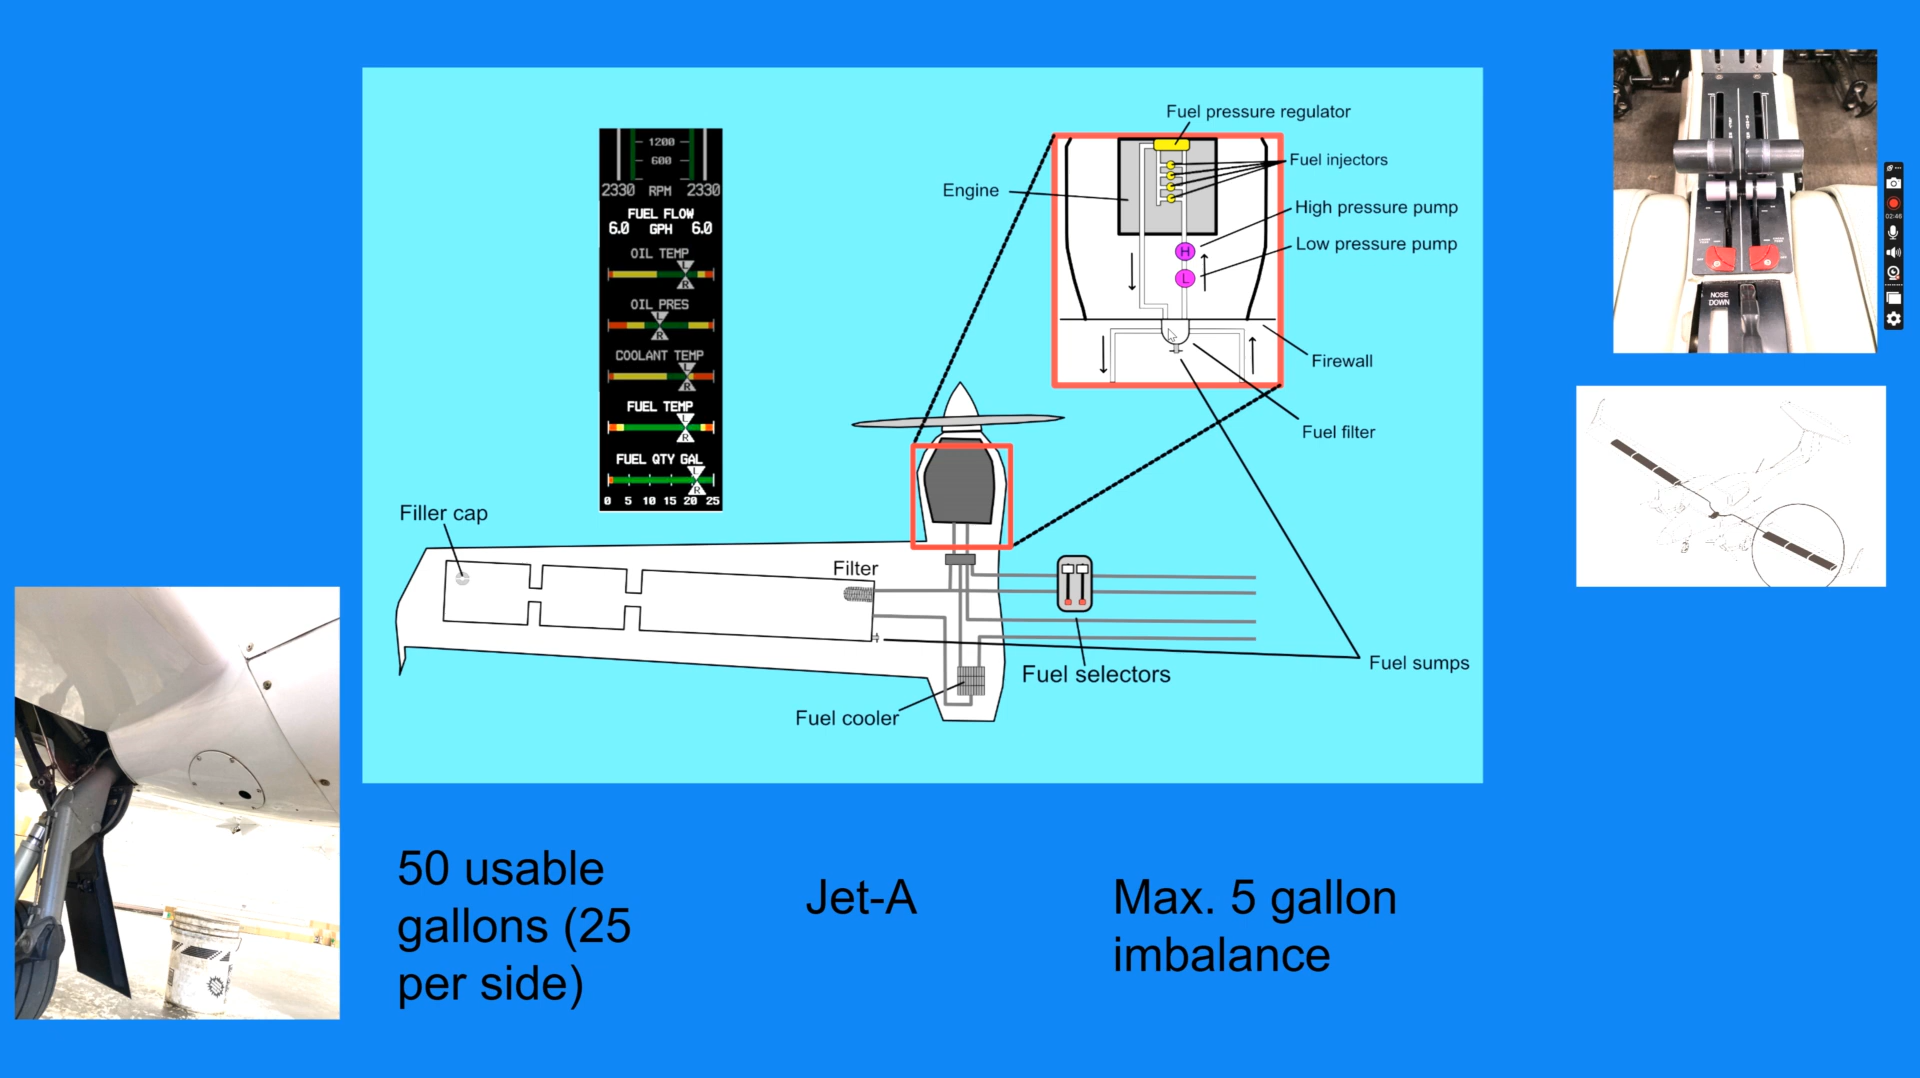 Fuel pressure regulator
Fuel injectors
Engine
High pressure pump
Low pressure pump
H
L
Firewall
Fuel filter
1200
600
2330 RPM 2330
FUEL FLOW
6.0 GPH 6.0
OIL TEMP
L
R
OIL PRES
L
R
COOLANT TEMP
L
R
FUEL TEMP
L
R
FUEL QTY GAL
L
R
0 5 10 15 20 25
Filler cap
Filter
Fuel selectors
Fuel sumps
Fuel cooler
NOSE
DOWN
02:46
50 usable
gallons (25
per side)
Jet-A
Max. 5 gallon
imbalance